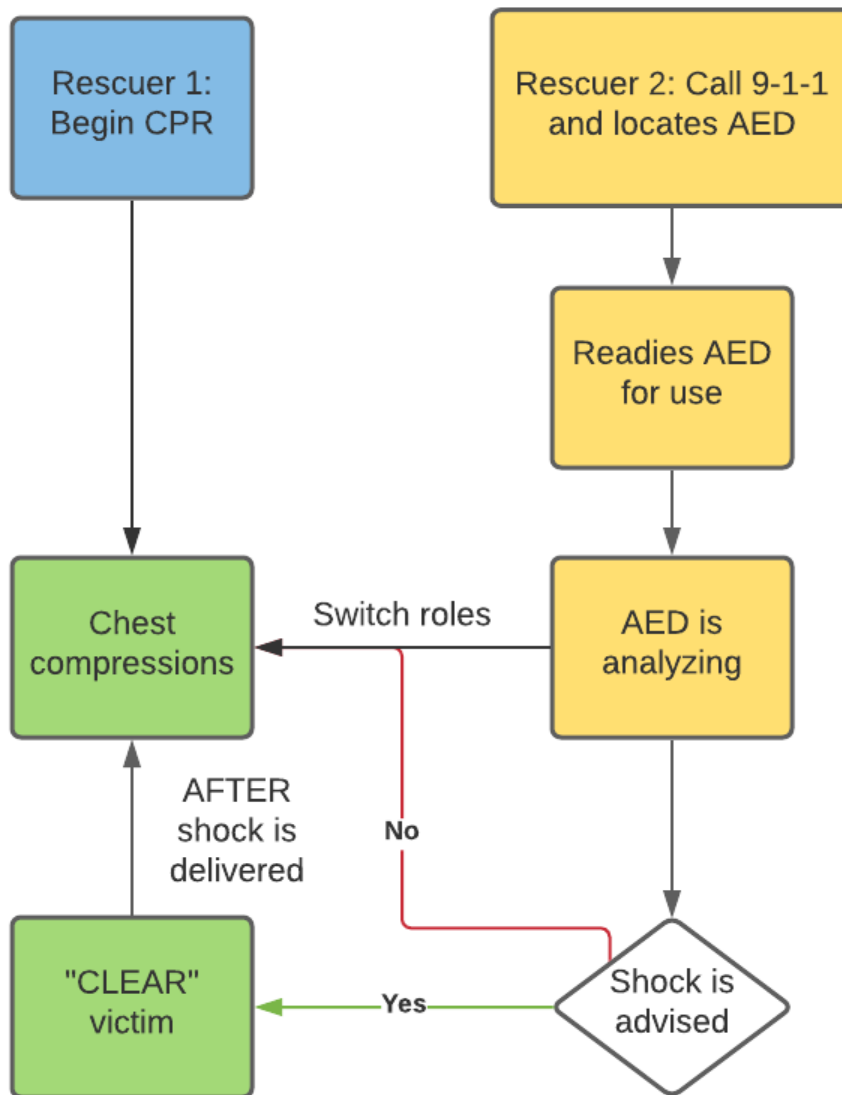 Rescuer 1:
Begin CPR
Rescuer 2: Call 9-1-1
and locates AED
Readies AED
for use
Chest
compressions
Switch roles
AED is
analyzing
AFTER
shock is
delivered
No
"CLEAR"
victim
Yes
Shock is
advised